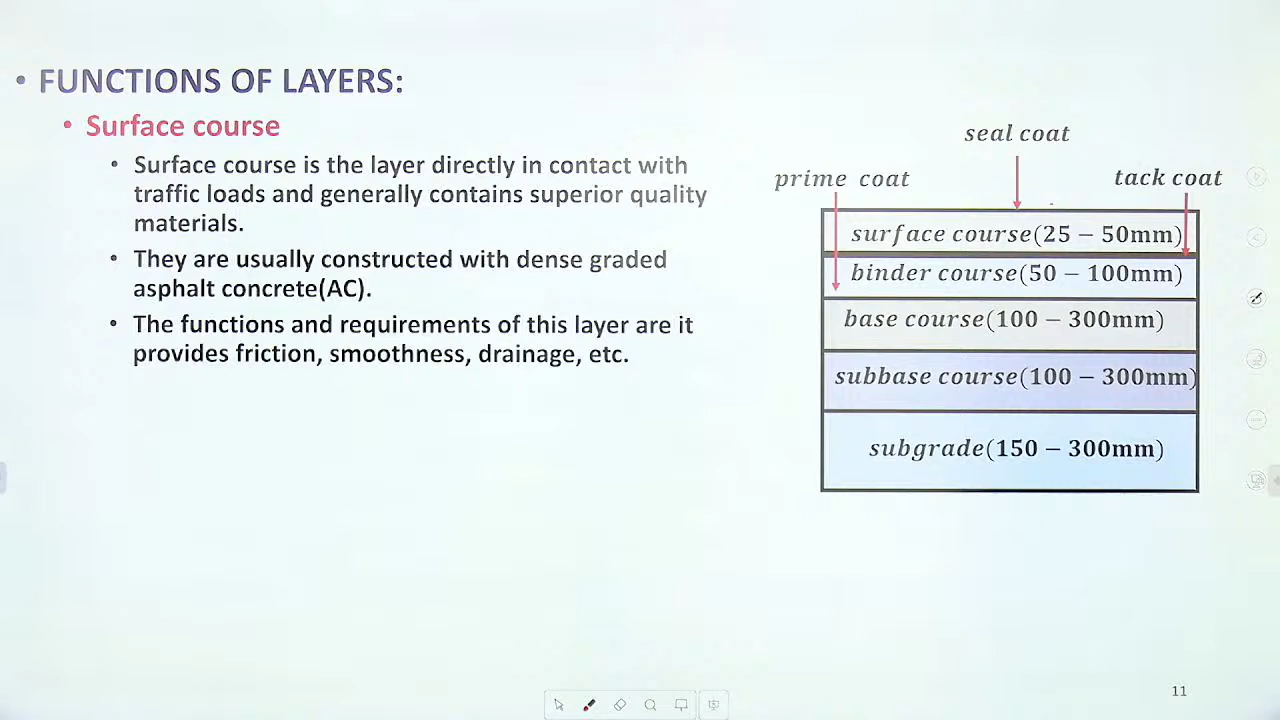 • FUNCTIONS OF LAYERS:
• Surface course
• Surface course is the layer directly in contact with
traffic loads and generally contains superior quality
materials.
• They are usually constructed with dense graded
asphalt concrete(AC).
• The functions and requirements of this layer are it
provides friction, smoothness, drainage, etc.
seal coat
prime coat
tack coat
surface course(25 − 50mm)
binder course(50 − 100mm)
base course(100 − 300mm)
subbase course(100 − 300mm)
subgrade(150 − 300mm)
11